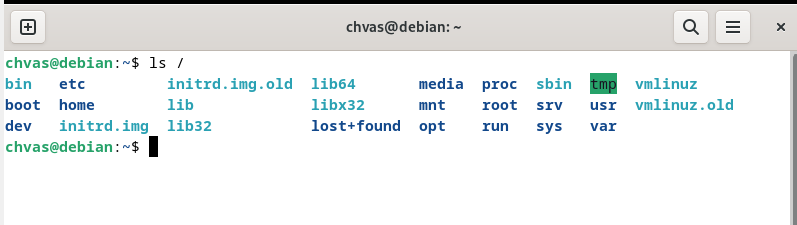 chvas@debian: ~
chvas@debian:~$ ls /
bin   etc   initrd.img.old  lib64       media  proc  sbin  tmp  vmlinuz
boot  home  lib             libx32      mnt    root  srv   usr  vmlinuz.old
dev   initrd.img  lib32           lost+found  opt    run   sys   var
chvas@debian:~$